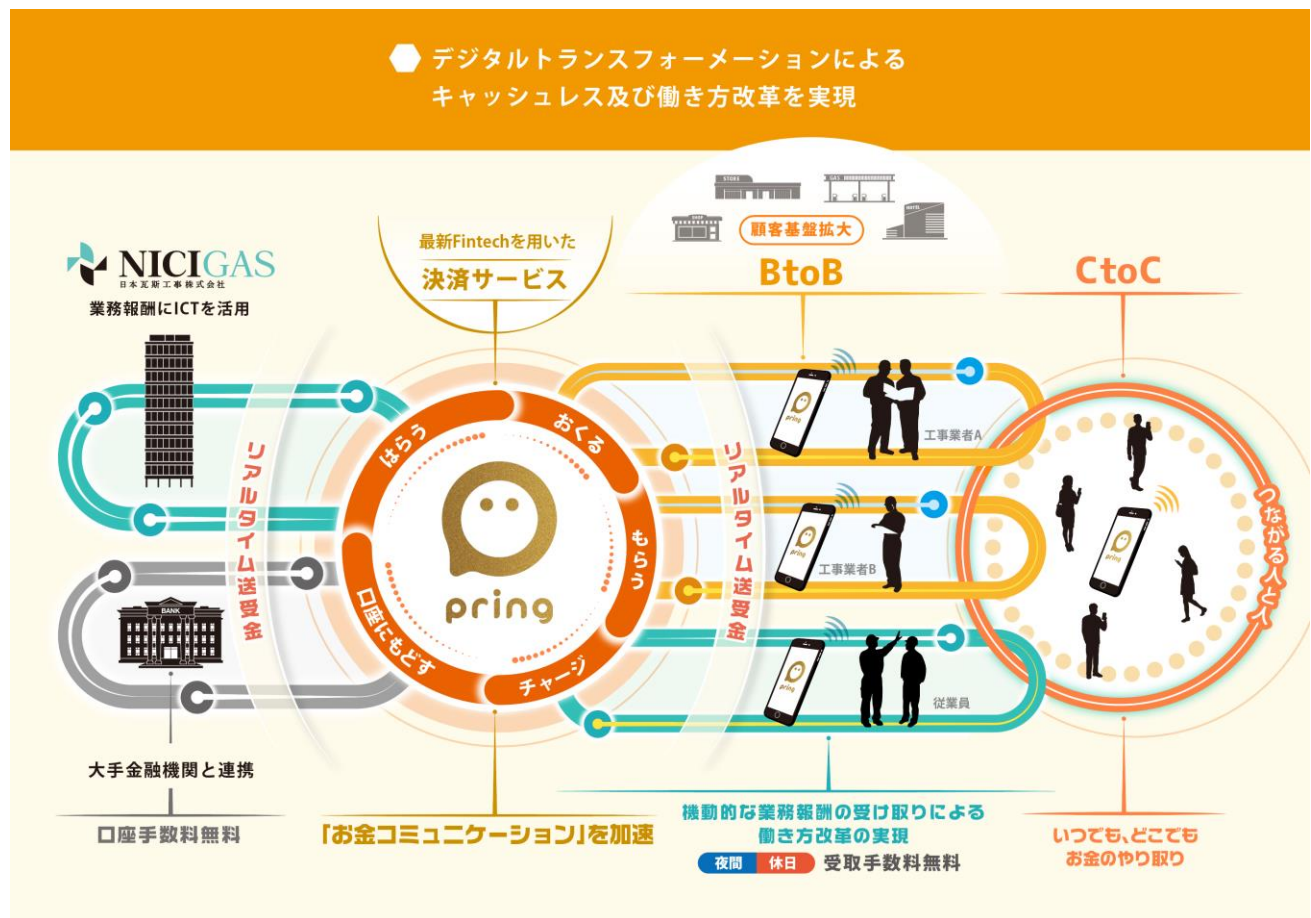 デジタルトランスフォーメーションによる
キャッシュレス及び働き方改革を実現
NICIGAS
日本瓦斯工事株式会社
業務報酬にICTを活用
最新Fintechを用いた
決済サービス
STORE
GAS
SHOP
HOTEL
顧客基盤拡大
BtoB
CtoC
リアルタイム送受金
はらう
おくる
もらう
チャージ
口座にもどす
pring
リアルタイム送受金
pring
工事業者A
pring
工事業者B
pring
従業員
pring
つながる人と人
BANK
大手金融機関と連携
口座手数料無料
「お金コミュニケーション」を加速
機動的な業務報酬の受け取りによる
働き方改革の実現
夜間 休日 受取手数料無料
いつでも、どこでも
お金のやり取り